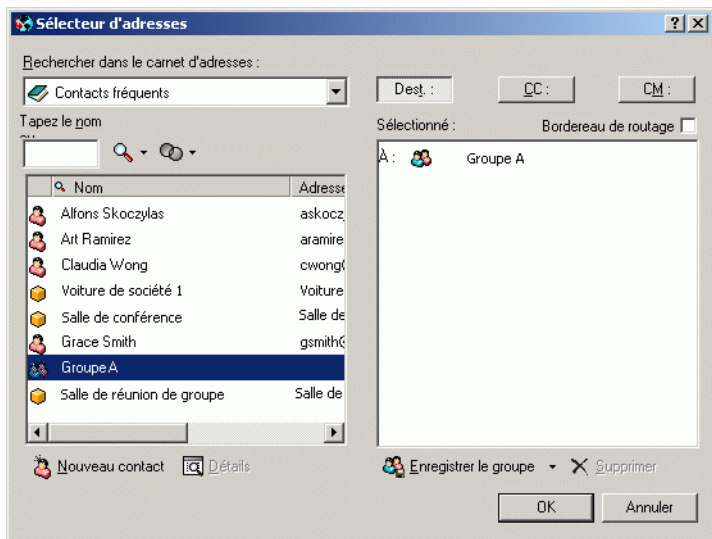 Sélecteur d'adresses
Rechercher dans le carnet d'adresses :
Contacts fréquents
Dest. :
CC :
CM :
Tapez le nom
Sélectionné :
Bordereau de routage
Nom
Adresse
Alfons Skoczylas askocz
Art Ramirez aramire
Claudia Wong cwong
Voiture de société 1 Voiture
Salle de conférence Salle de
Grace Smith gsmith
Groupe A
Salle de réunion de groupe Salle de
À : Groupe A
Nouveau contact
Détails
Enregistrer le groupe
Supprimer
OK
Annuler